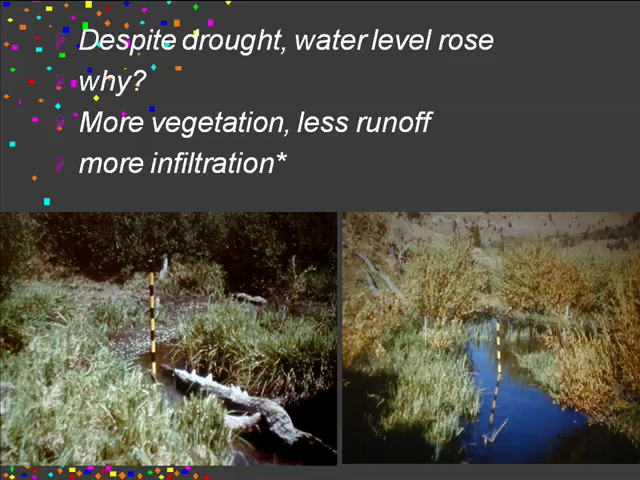 Despite drought, water level rose
why?
More vegetation, less runoff
more infiltration*